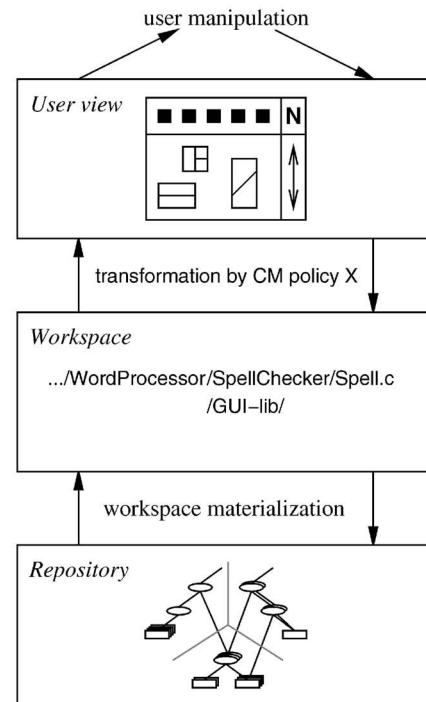 user manipulation
User view
N
transformation by CM policy X
Workspace
.../WordProcessor/SpellChecker/Spell.c
/GUI−lib/
workspace materialization
Repository